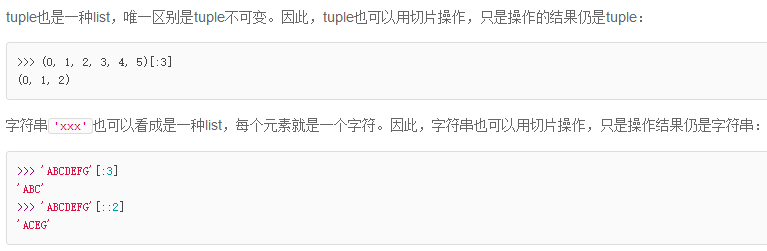 tuple也是一种list，唯一区别是tuple不可变。因此，tuple也可以用切片操作，只是操作的结果仍是tuple：
>>> (0, 1, 2, 3, 4, 5)[:3]
(0, 1, 2)
字符串'xxx'也可以看成是一种list，每个元素就是一个字符。因此，字符串也可以用切片操作，只是操作结果仍是字符串：
>>> 'ABCDEFG'[:3]
'ABC'
>>> 'ABCDEFG'[::2]
'ACEG'